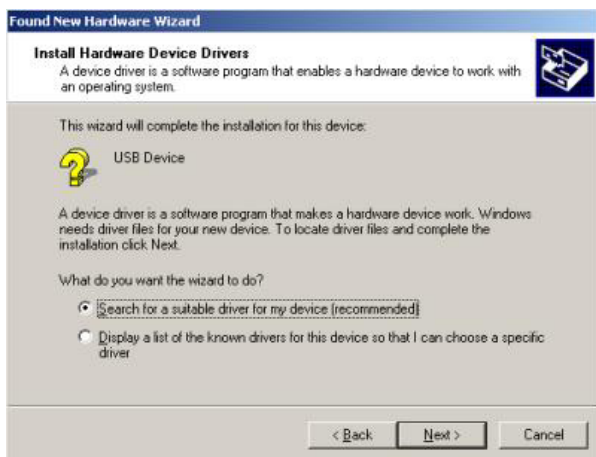 Found New Hardware Wizard
Install Hardware Device Drivers
A device driver is a software program that enables a hardware device to work with
an operating system.
This wizard will complete the installation for this device:
USB Device
A device driver is a software program that makes a hardware device work. Windows
needs driver files for your new device. To locate driver files and complete the
installation click Next.
What do you want the wizard to do?
Search for a suitable driver for my device (recommended)
Display a list of the known drivers for this device so that I can choose a specific
driver
< Back
Next >
Cancel